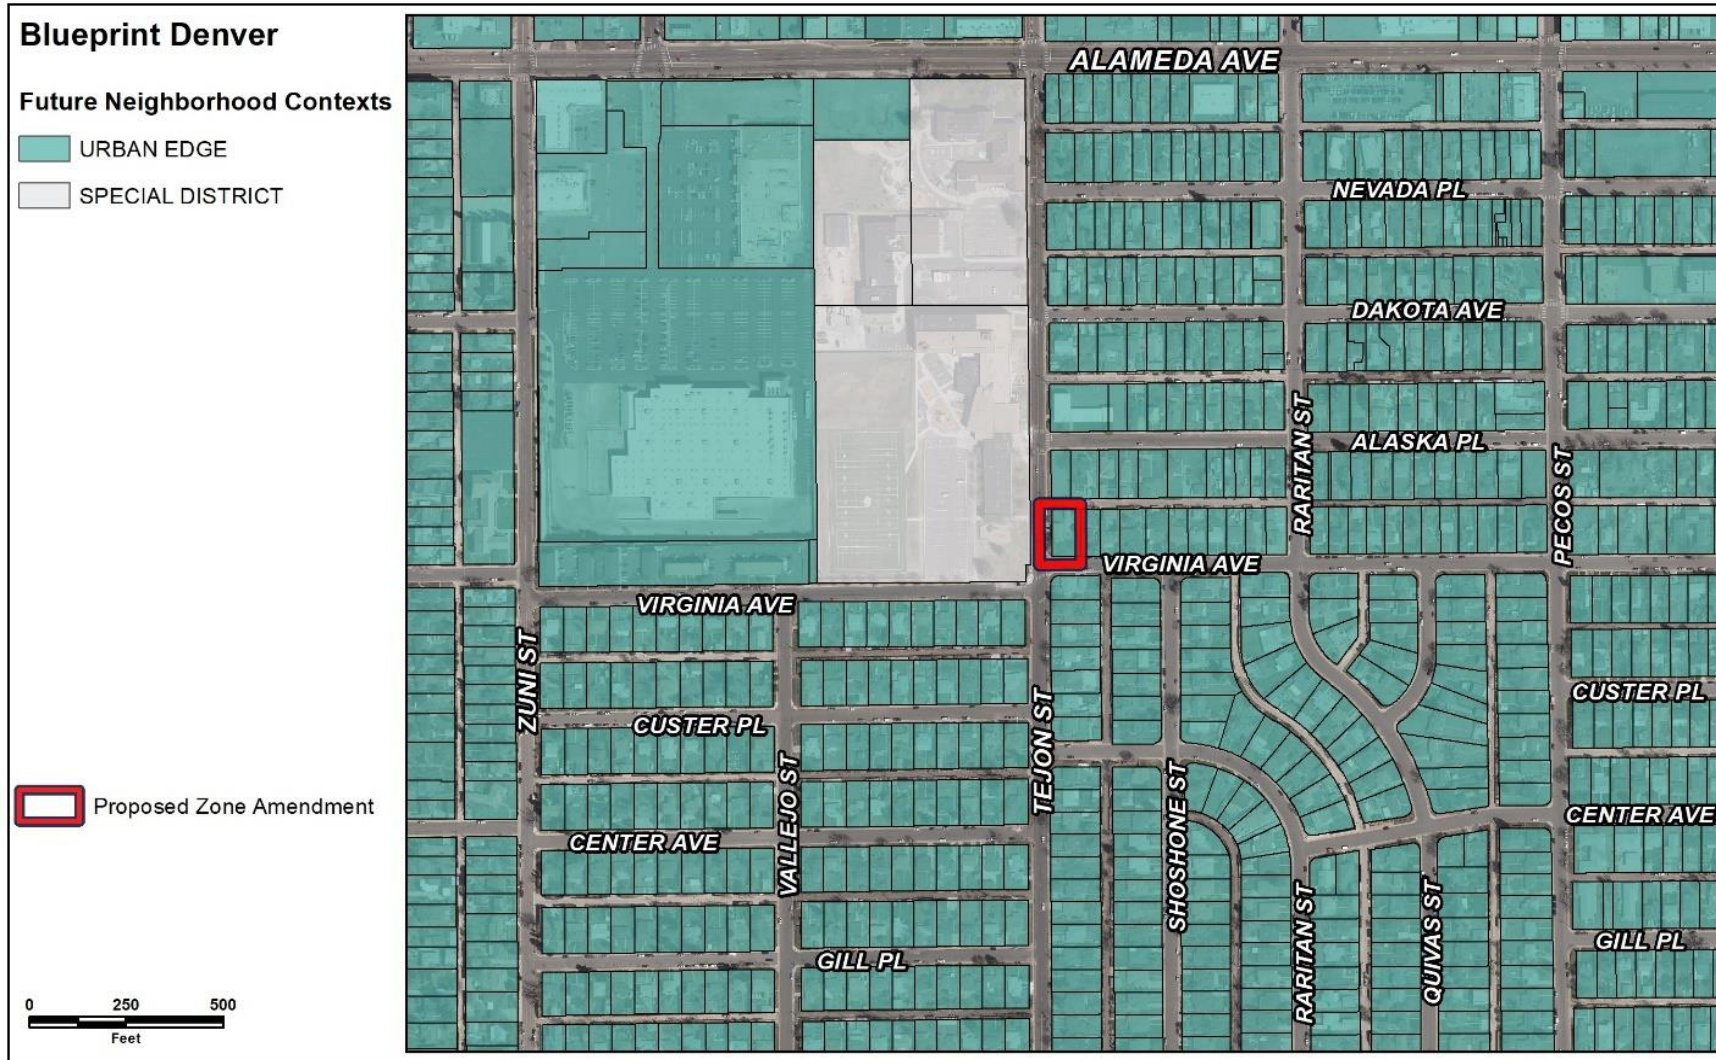 Blueprint Denver
Future Neighborhood Contexts
URBAN EDGE
SPECIAL DISTRICT
Proposed Zone Amendment
0 250 500
Feet
ALAMEDA AVE
NEVADA PL
DAKOTA AVE
RARITAN ST
ALASKA PL
PECOS ST
VIRGINIA AVE
VIRGINIA AVE
ZUNI ST
CUSTER PL
TEJON ST
CUSTER PL
VALLEJO ST
SHOSHONE ST
CENTER AVE
CENTER AVE
RARITAN ST
QUIVAS ST
GILL PL
GILL PL